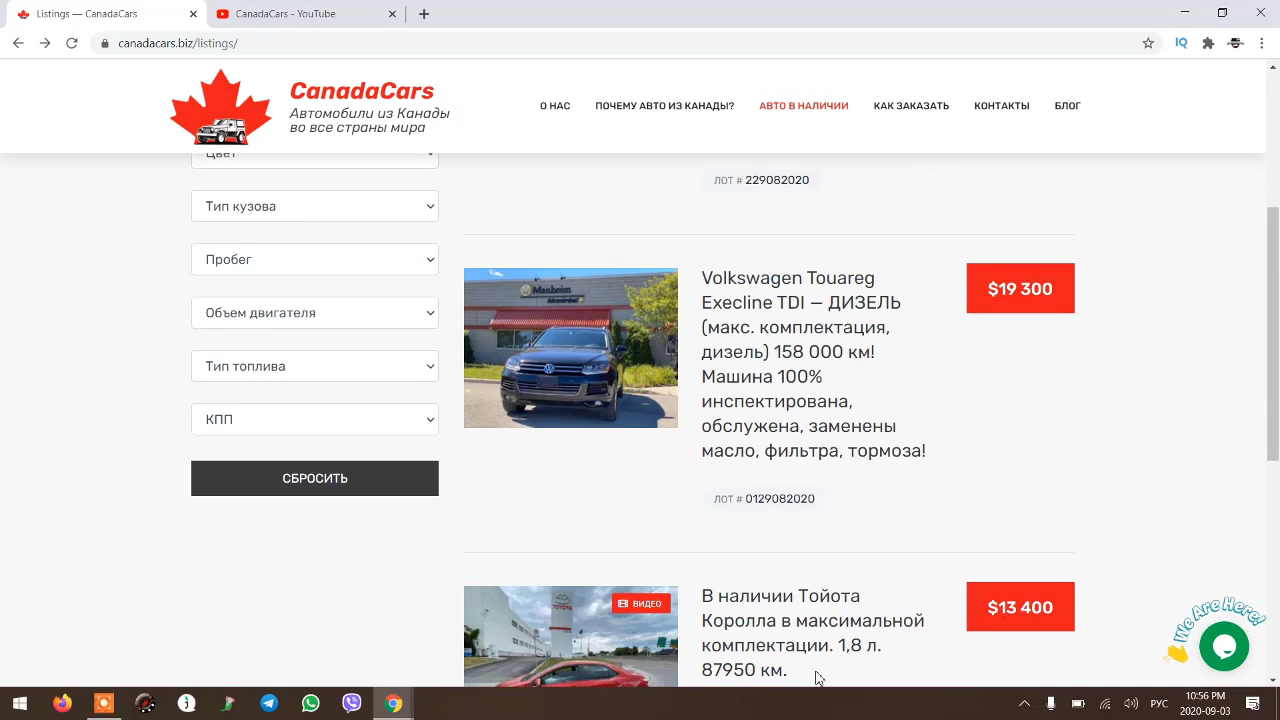 Listings — CanadaCars
CanadaCars - YouTube
canadacars.biz/listings/
IQ
CanadaCars
Автомобили из Канады
во все страны мира
О НАС
ПОЧЕМУ АВТО ИЗ КАНАДЫ?
АВТО В НАЛИЧИИ
КАК ЗАКАЗАТЬ
КОНТАКТЫ
БЛОГ
Цвет
Тип кузова
Пробег
Объем двигателя
Тип топлива
КПП
СБРОСИТЬ
ЛОТ # 229082020
Manheim
Volkswagen Touareg
Execline TDI — ДИЗЕЛЬ
(макс. комплектация,
дизель) 158 000 км!
Машина 100%
инспектирована,
обслужена, заменены
масло, фильтра, тормоза!
$19 300
ЛОТ # 0129082020
ВИДЕО
TOYOTA
В наличии Тойота
Королла в максимальной
комплектации. 1,8 л.
87950 км.
$13 400
We Are Here!
РУС
10:56 PM
2020-09-03